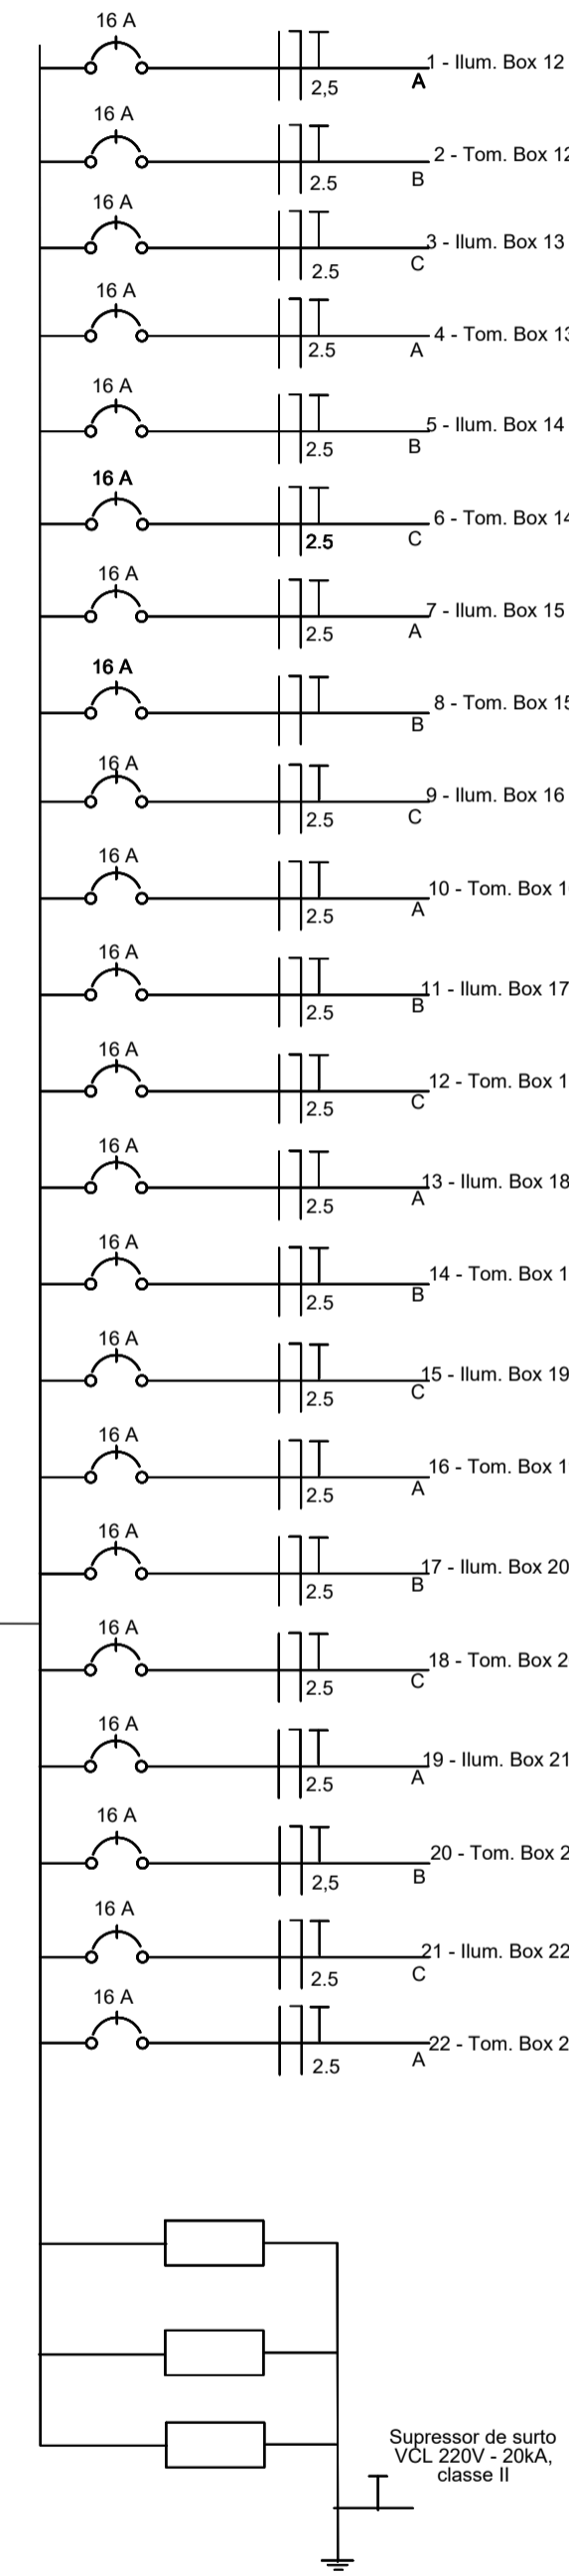 16 A
1 - Ilum. Box 12
2,5
A
16 A
2 - Tom. Box 12
2.5
B
16 A
3 - Ilum. Box 13
2.5
C
16 A
4 - Tom. Box 13
2.5
A
16 A
5 - Ilum. Box 14
2.5
B
16 A
6 - Tom. Box 14
2.5
C
16 A
7 - Ilum. Box 15
2.5
A
16 A
8 - Tom. Box 15
B
16 A
9 - Ilum. Box 16
2.5
C
16 A
10 - Tom. Box 1
2.5
A
16 A
11 - Ilum. Box 17
2.5
B
16 A
12 - Tom. Box 1
2.5
C
16 A
13 - Ilum. Box 18
2.5
A
16 A
14 - Tom. Box 1
2.5
B
16 A
15 - Ilum. Box 19
2.5
C
16 A
16 - Tom. Box 1
2.5
A
16 A
17 - Ilum. Box 20
2.5
B
16 A
18 - Tom. Box 2
2.5
C
16 A
19 - Ilum. Box 21
2.5
A
16 A
20 - Tom. Box 2
2,5
B
16 A
21 - Ilum. Box 22
2.5
C
16 A
22 - Tom. Box 2
2.5
A
Supressor de surto
VCL 220V - 20kA,
classe II